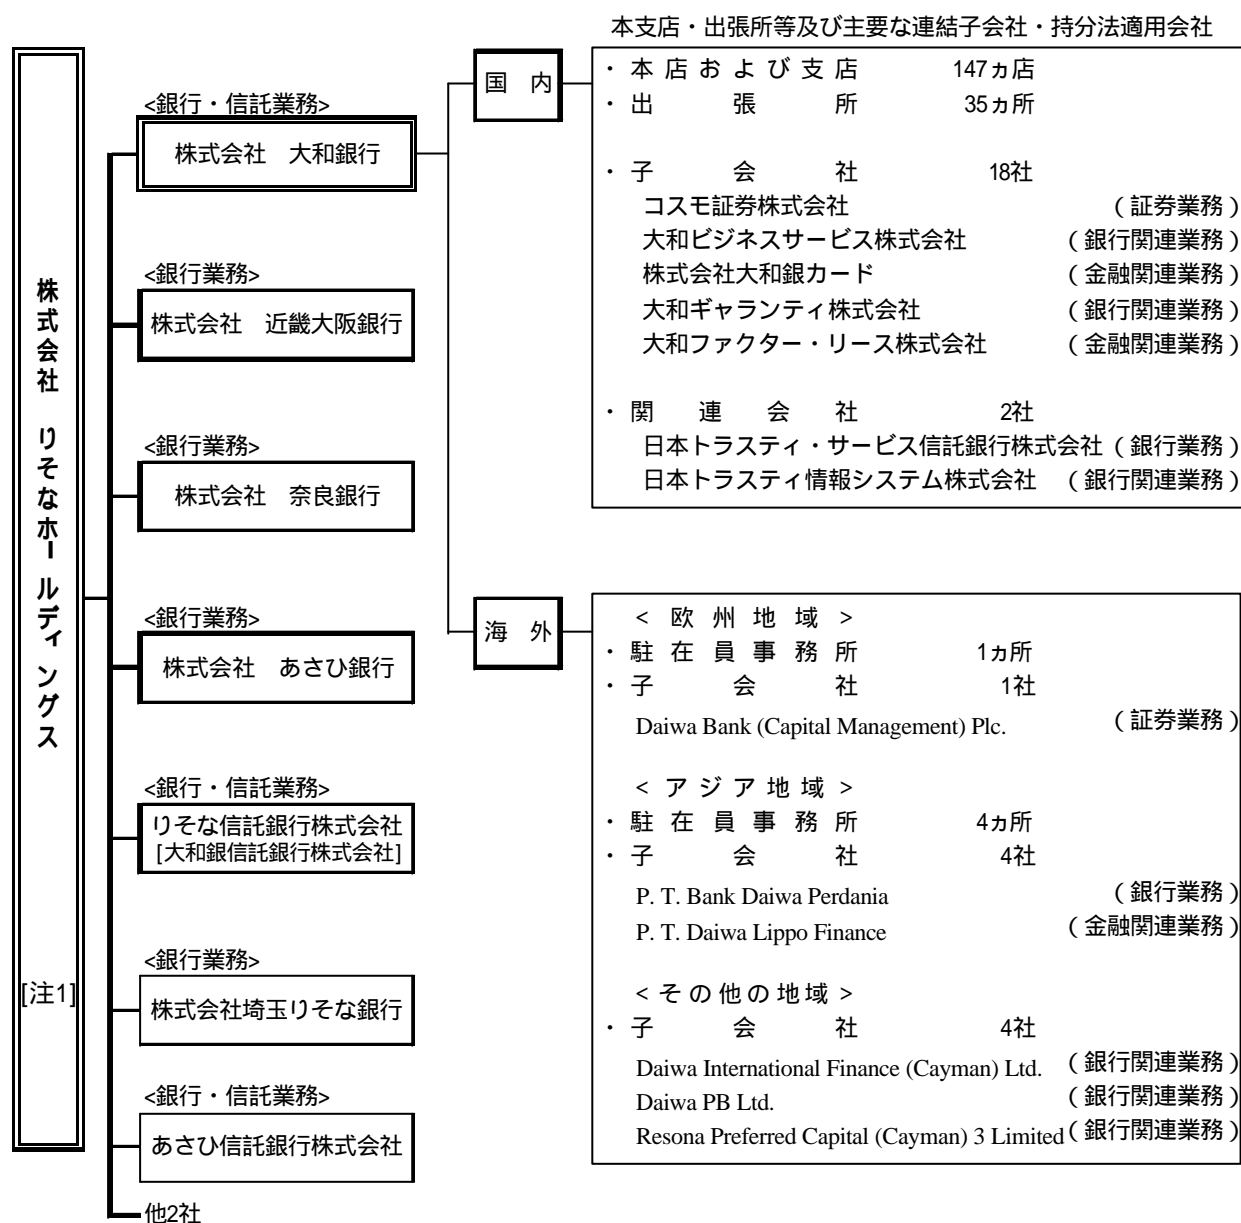 本支店・出張所等及び主要な連結子会社・持分法適用会社
株式会社 りそなホールディングス
[注1]
<銀行・信託業務>
株式会社 大和銀行
<銀行業務>
株式会社 近畿大阪銀行
<銀行業務>
株式会社 奈良銀行
<銀行業務>
株式会社 あさひ銀行
<銀行・信託業務>
りそな信託銀行株式会社
[大和銀信託銀行株式会社]
<銀行業務>
株式会社埼玉りそな銀行
<銀行・信託業務>
あさひ信託銀行株式会社
他2社
国 内
・本店および支店 147ヵ店
・出張所 35ヵ所
・子会社 18社
コスモ証券株式会社 (証券業務)
大和ビジネスサービス株式会社 (銀行関連業務)
株式会社大和銀カード (金融関連業務)
大和ギャランティ株式会社 (銀行関連業務)
大和ファクター・リース株式会社 (金融関連業務)
・関連会社 2社
日本トラスティ・サービス信託銀行株式会社 (銀行業務)
日本トラスティ情報システム株式会社 (銀行関連業務)
海 外
<欧州地域>
・駐在員事務所 1ヵ所
・子会社 1社
Daiwa Bank (Capital Management) Plc. (証券業務)
<アジア地域>
・駐在員事務所 4ヵ所
・子会社 4社
P. T. Bank Daiwa Perdania (銀行業務)
P. T. Daiwa Lippo Finance (金融関連業務)
<その他の地域>
・子会社 4社
Daiwa International Finance (Cayman) Ltd. (銀行関連業務)
Daiwa PB Ltd. (銀行関連業務)
Resona Preferred Capital (Cayman) 3 Limited (銀行関連業務)